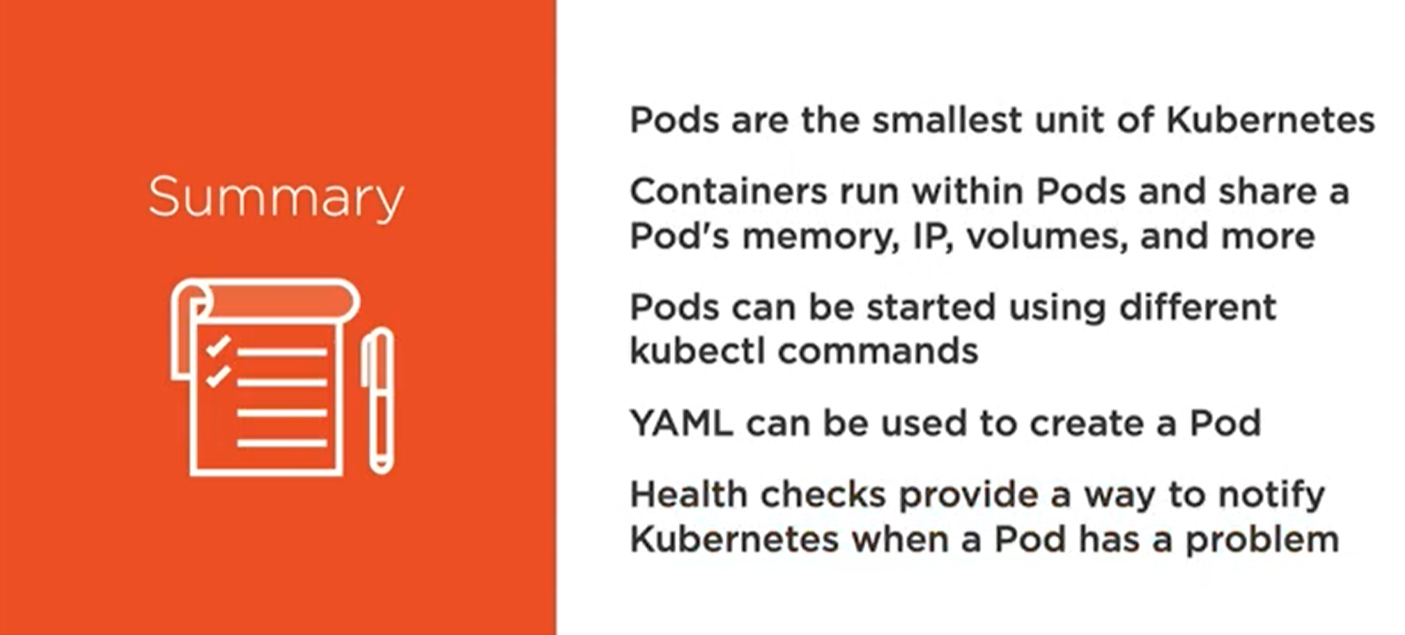 Summary
Pods are the smallest unit of Kubernetes
Containers run within Pods and share a
Pod's memory, IP, volumes, and more
Pods can be started using different
kubectl commands
YAML can be used to create a Pod
Health checks provide a way to notify
Kubernetes when a Pod has a problem